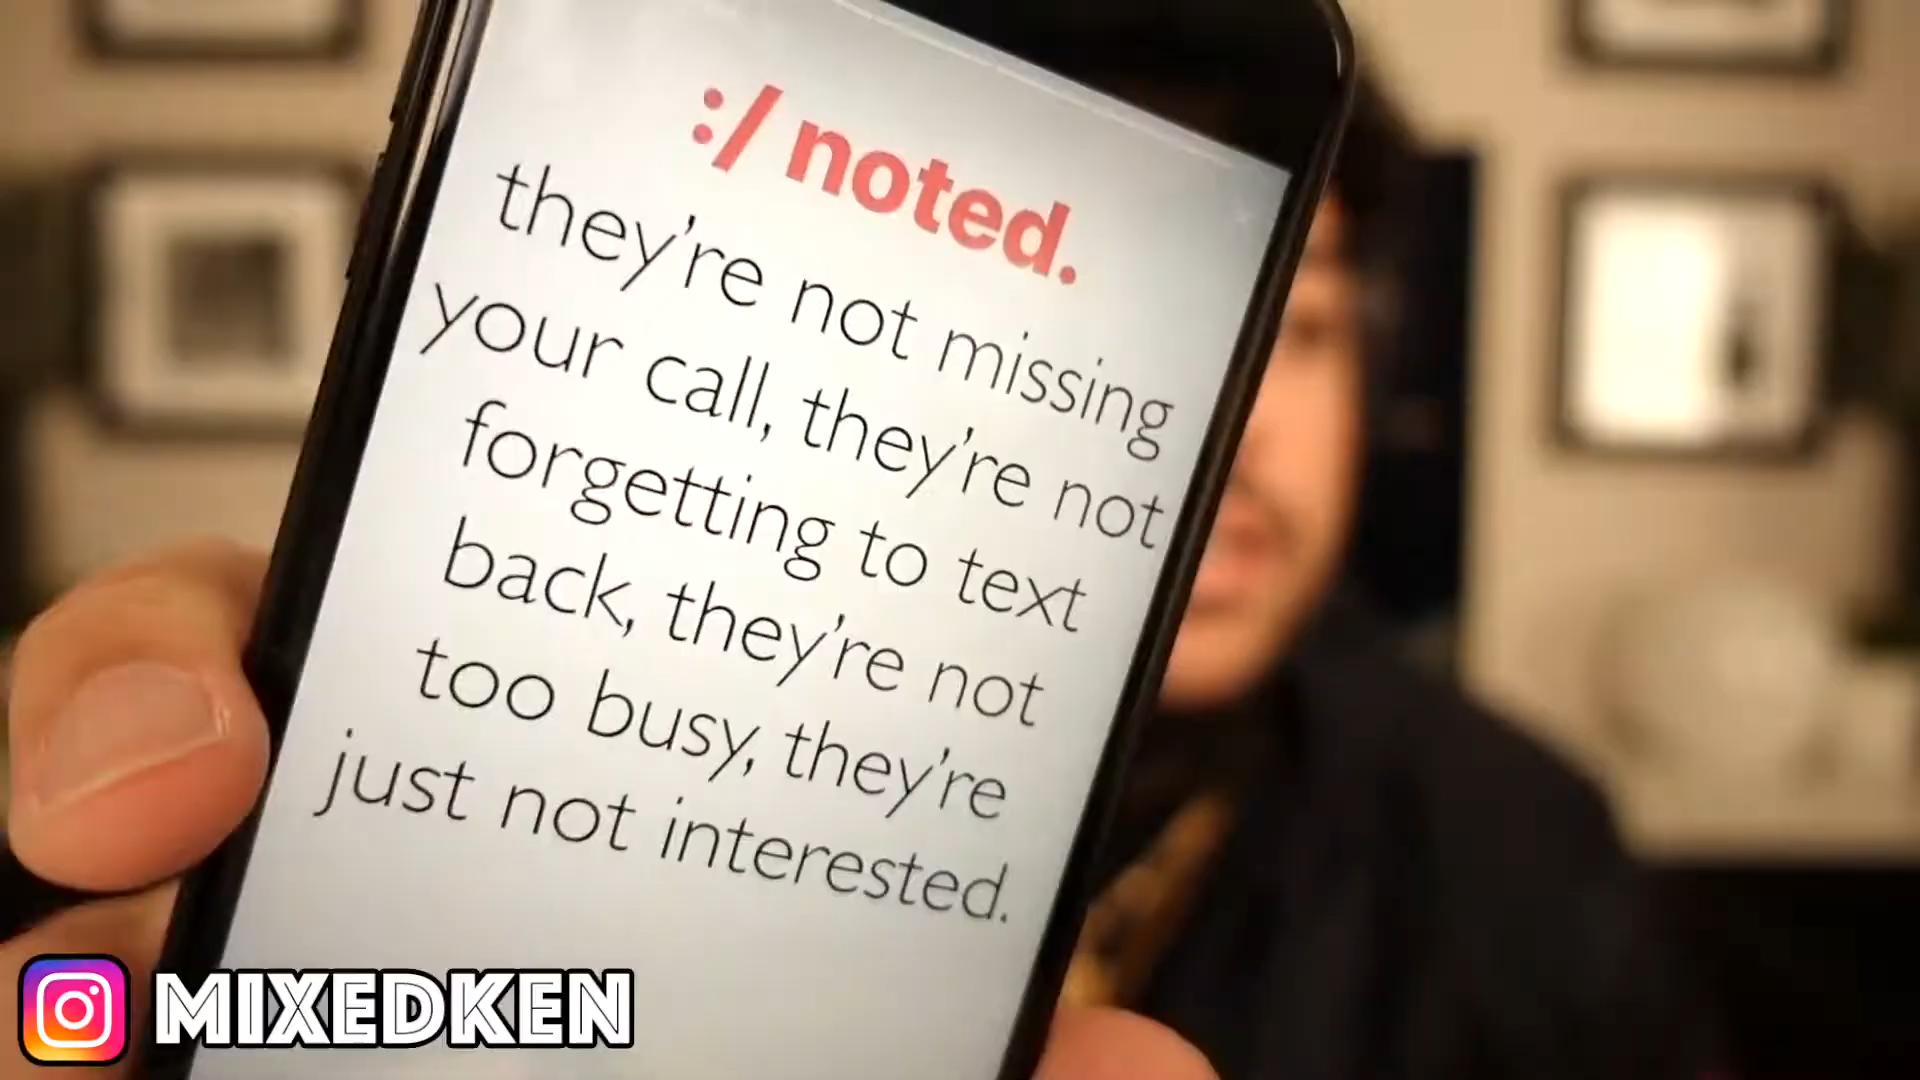 :/ noted.
they're not missing
your call, they're not
forgetting to text
back, they're not
too busy, they're
just not interested.
MIXEDKEN